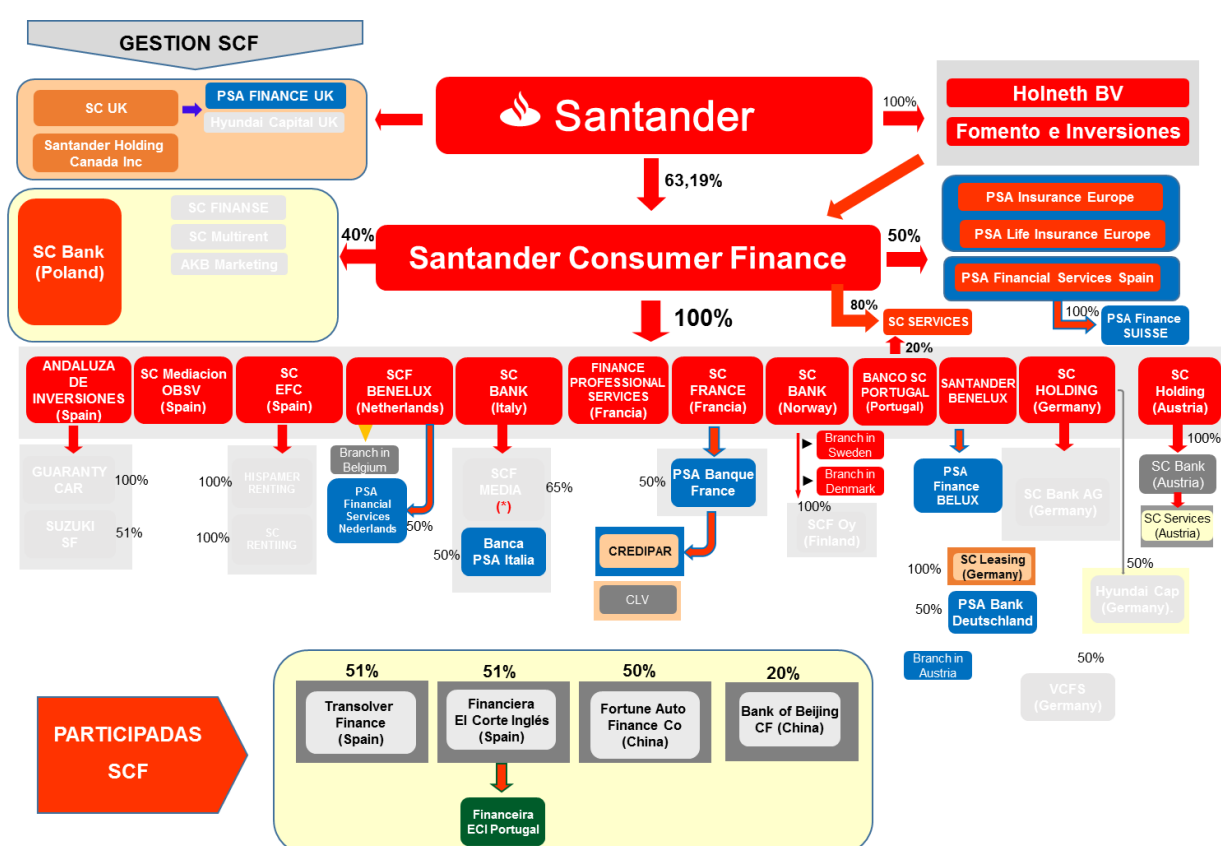 GESTION SCF
SC UK
PSA FINANCE UK
Hyundai Capital UK
Santander Holding
Canada Inc
Santander
100%
Holneth BV
Fomento e Inversiones
63,19%
SC Bank
(Poland)
SC FINANSE
SC Multirent
AKB Marketing
40%
Santander Consumer Finance
50%
PSA Insurance Europe
PSA Life Insurance Europe
PSA Financial Services Spain
100%
PSA Finance
SUISSE
80%
SC SERVICES
20%
100%
ANDALUZA
DE
INVERSIONES
(Spain)
SC Mediacion
OBSV
(Spain)
SC
EFC
(Spain)
SCF
BENELUX
(Netherlands)
SC
BANK
(Italy)
FINANCE
PROFESSIONAL
SERVICES
(Francia)
SC
FRANCE
(Francia)
SC
BANK
(Norway)
BANCO SC
PORTUGAL
(Portugal)
SANTANDER
BENELUX
SC
HOLDING
(Germany)
SC
Holding
(Austria)
GUARANTY
CAR
100%
SUZUKI
SF
51%
100%
HISPAMER
RENTING
100%
SC
RENTIING
Branch in
Belgium
PSA
Financial
Services
Nederlands
50%
SCF
MEDIA
(*)
65%
50%
Banca
PSA Italia
50%
PSA Banque
France
CREDIPAR
CLV
Branch in
Sweden
Branch in
Denmark
100%
SCF Oy
(Finland)
PSA
Finance
BELUX
100%
SC Leasing
(Germany)
50%
PSA Bank
Deutschland
Branch in
Austria
SC Bank AG
(Germany)
50%
Hyundai Cap
(Germany).
50%
VCFS
(Germany)
100%
SC Bank
(Austria)
SC Services
(Austria)
PARTICIPADAS
SCF
51%
Transolver
Finance
(Spain)
51%
Financiera
El Corte Inglés
(Spain)
50%
Fortune Auto
Finance Co
(China)
20%
Bank of Beijing
CF (China)
Financeira
ECI Portugal